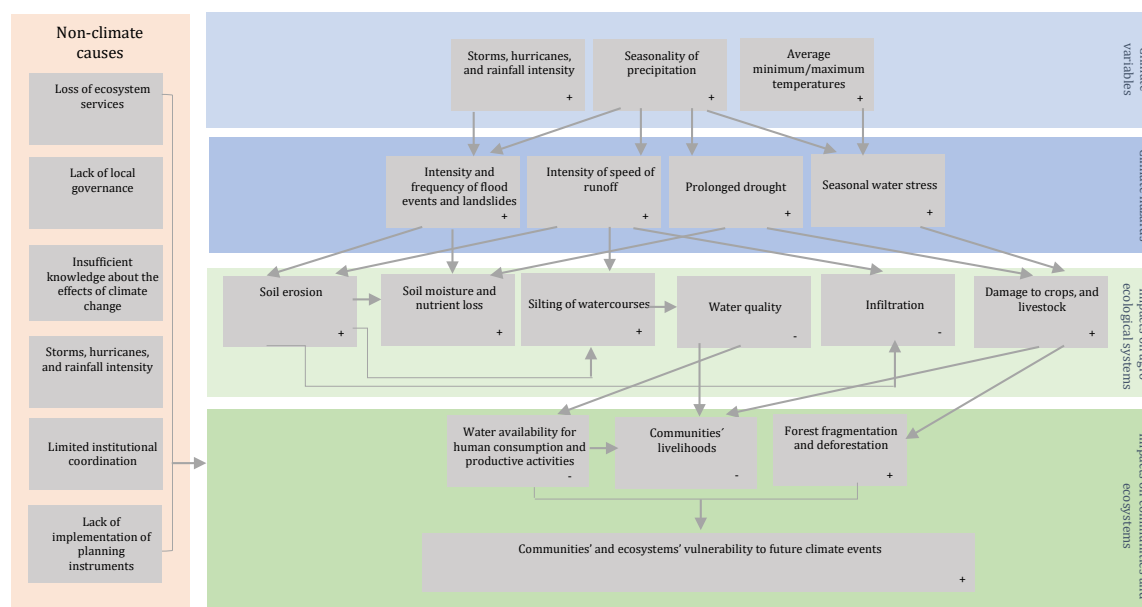 Non-climate
causes
Loss of ecosystem
services
Lack of local
governance
Insufficient
knowledge about the
effects of climate
change
Storms, hurricanes,
and rainfall intensity
Limited institutional
coordination
Lack of
implementation of
planning
instruments
Storms, hurricanes,
and rainfall intensity
+
Seasonality of
precipitation
+
Average
minimum/maximum
temperatures
+
variables
Intensity and
frequency of flood
events and landslides
+
Intensity of speed of
runoff
+
Prolonged drought
+
Seasonal water stress
+
Soil erosion
+
Soil moisture and
nutrient loss
+
Silting of watercourses
+
Water quality
-
Infiltration
-
Damage to crops, and
livestock
+
ecological systems
Water availability for
human consumption and
productive activities
-
Communities´
livelihoods
-
Forest fragmentation
and deforestation
+
ecosystems
Communities’ and ecosystems’ vulnerability to future climate events
+